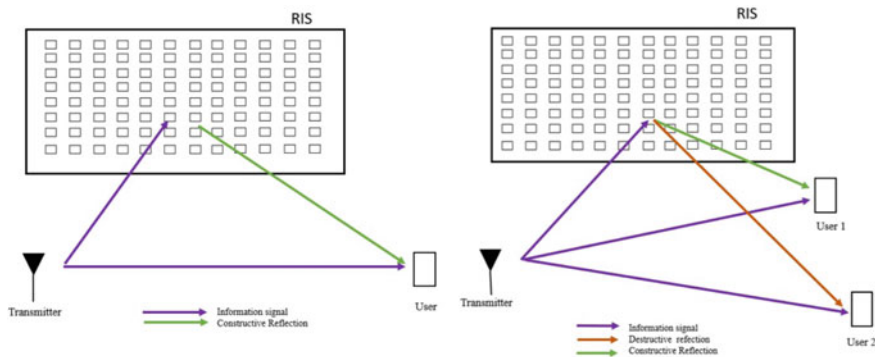 RIS
Transmitter
User
Information signal
Constructive Reflection
RIS
User 1
Transmitter
User 2
Information signal
Destructive refection
Constructive Reflection